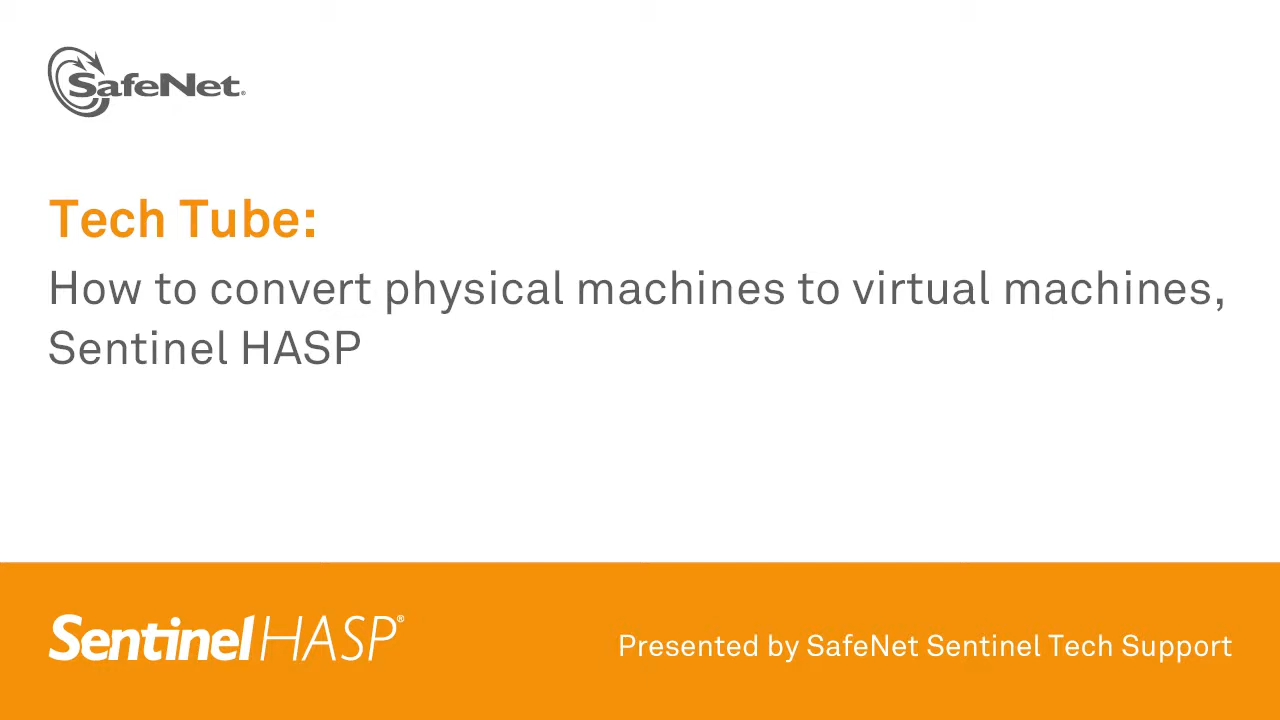 SafeNet®
Tech Tube:
How to convert physical machines to virtual machines,
Sentinel HASP
Sentinel HASP®
Presented by SafeNet Sentinel Tech Support